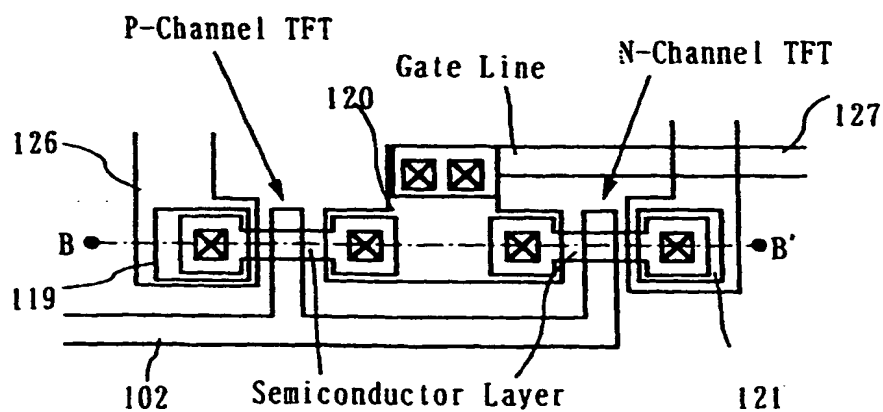 P-Channel TFT
Gate Line
N-Channel TFT
120
127
126
B
B'
119
102
Semiconductor Layer
121